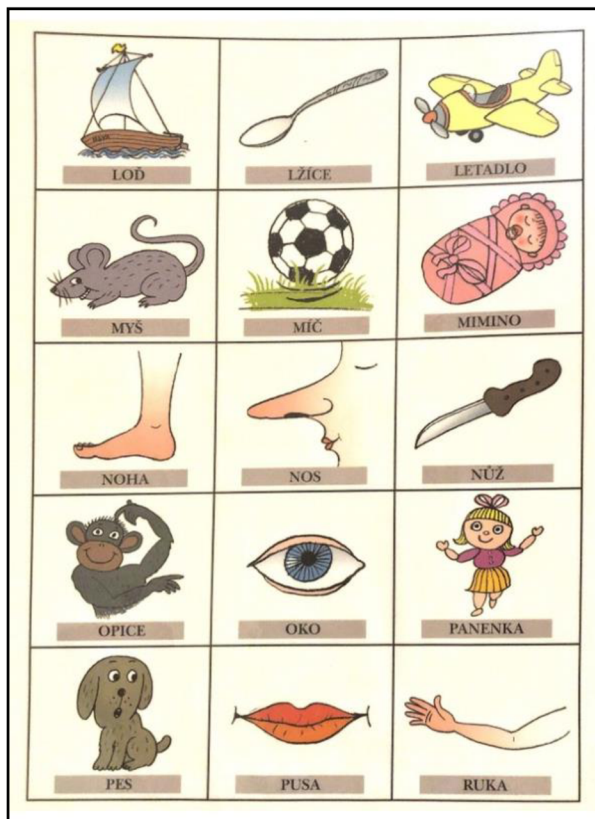 LOĎ
LŽÍCE
LETADLO
MYŠ
MÍČ
MIMINO
NOHA
NOS
NŮŽ
OPICE
OKO
PANENKA
PES
PUSA
RUKA